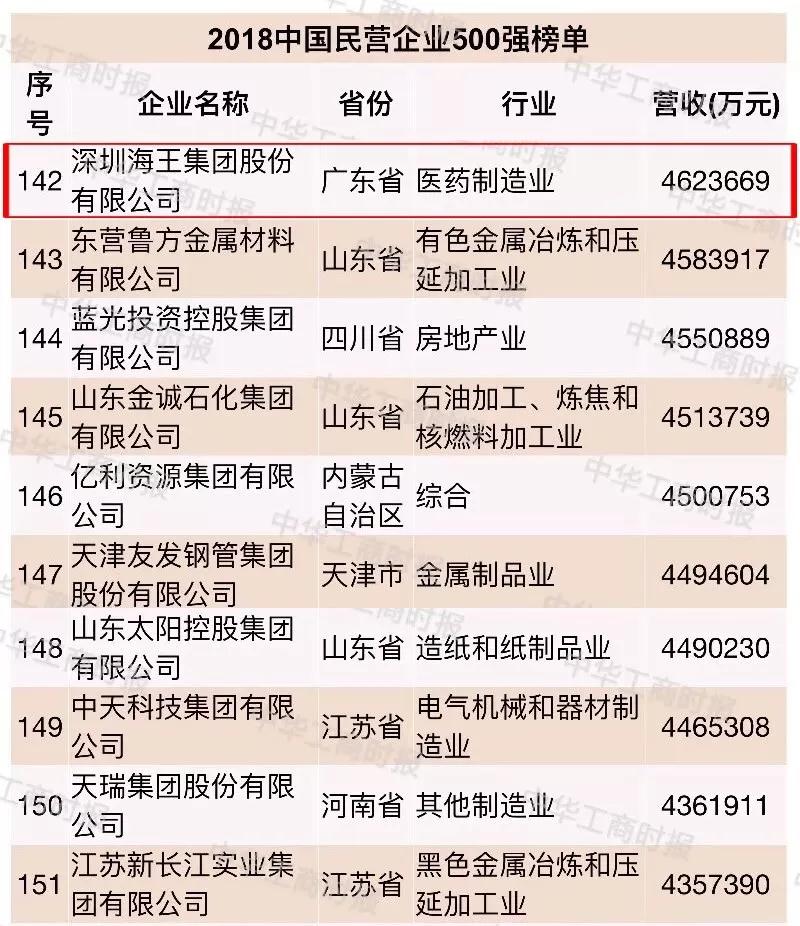 2018中国民营企业500强榜单
序号 企业名称 省份 行业 营收(万元)
142 深圳海王集团股份有限公司 广东省 医药制造业 4623669
143 东营鲁方金属材料有限公司 山东省 有色金属冶炼和压延加工业 4583917
144 蓝光投资控股集团有限公司 四川省 房地产业 4550889
145 山东金诚石化集团有限公司 山东省 石油加工、炼焦和核燃料加工业 4513739
146 亿利资源集团有限公司 内蒙古自治区 综合 4500753
147 天津友发钢管集团股份有限公司 天津市 金属制品业 4494604
148 山东太阳控股集团有限公司 山东省 造纸和纸制品业 4490230
149 中天科技集团有限公司 江苏省 电气机械和器材制造业 4465308
150 天瑞集团股份有限公司 河南省 其他制造业 4361911
151 江苏新长江实业集团有限公司 江苏省 黑色金属冶炼和压延加工业 4357390
中华工商时报